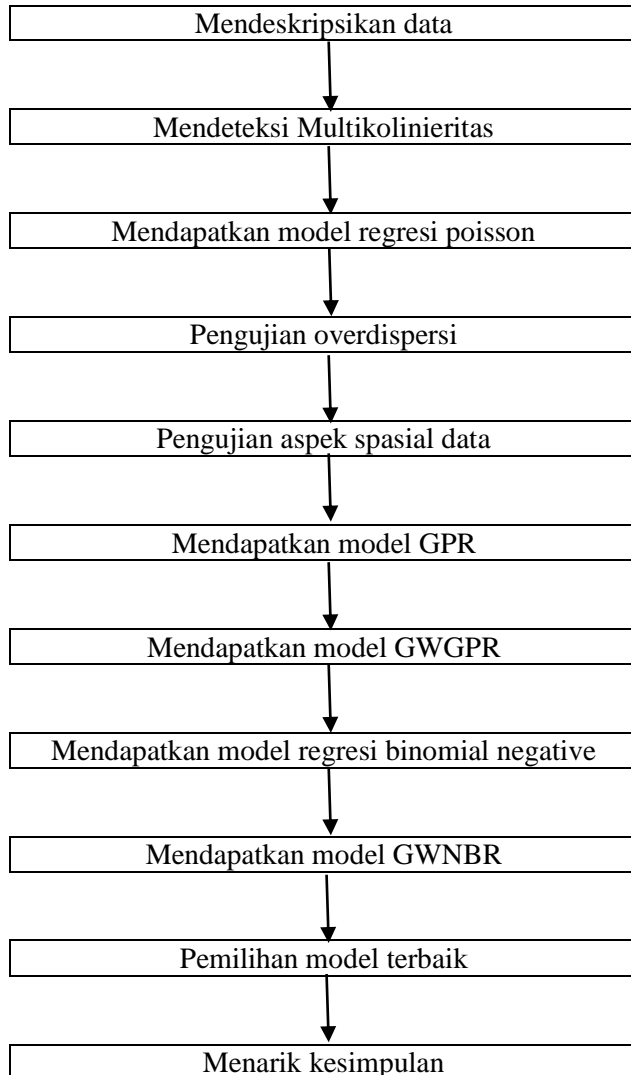 Mendeskripsikan data
Mendeteksi Multikolinieritas
Mendapatkan model regresi poisson
Pengujian overdispersi
Pengujian aspek spasial data
Mendapatkan model GPR
Mendapatkan model GWGPR
Mendapatkan model regresi binomial negative
Mendapatkan model GWNBR
Pemilihan model terbaik
Menarik kesimpulan